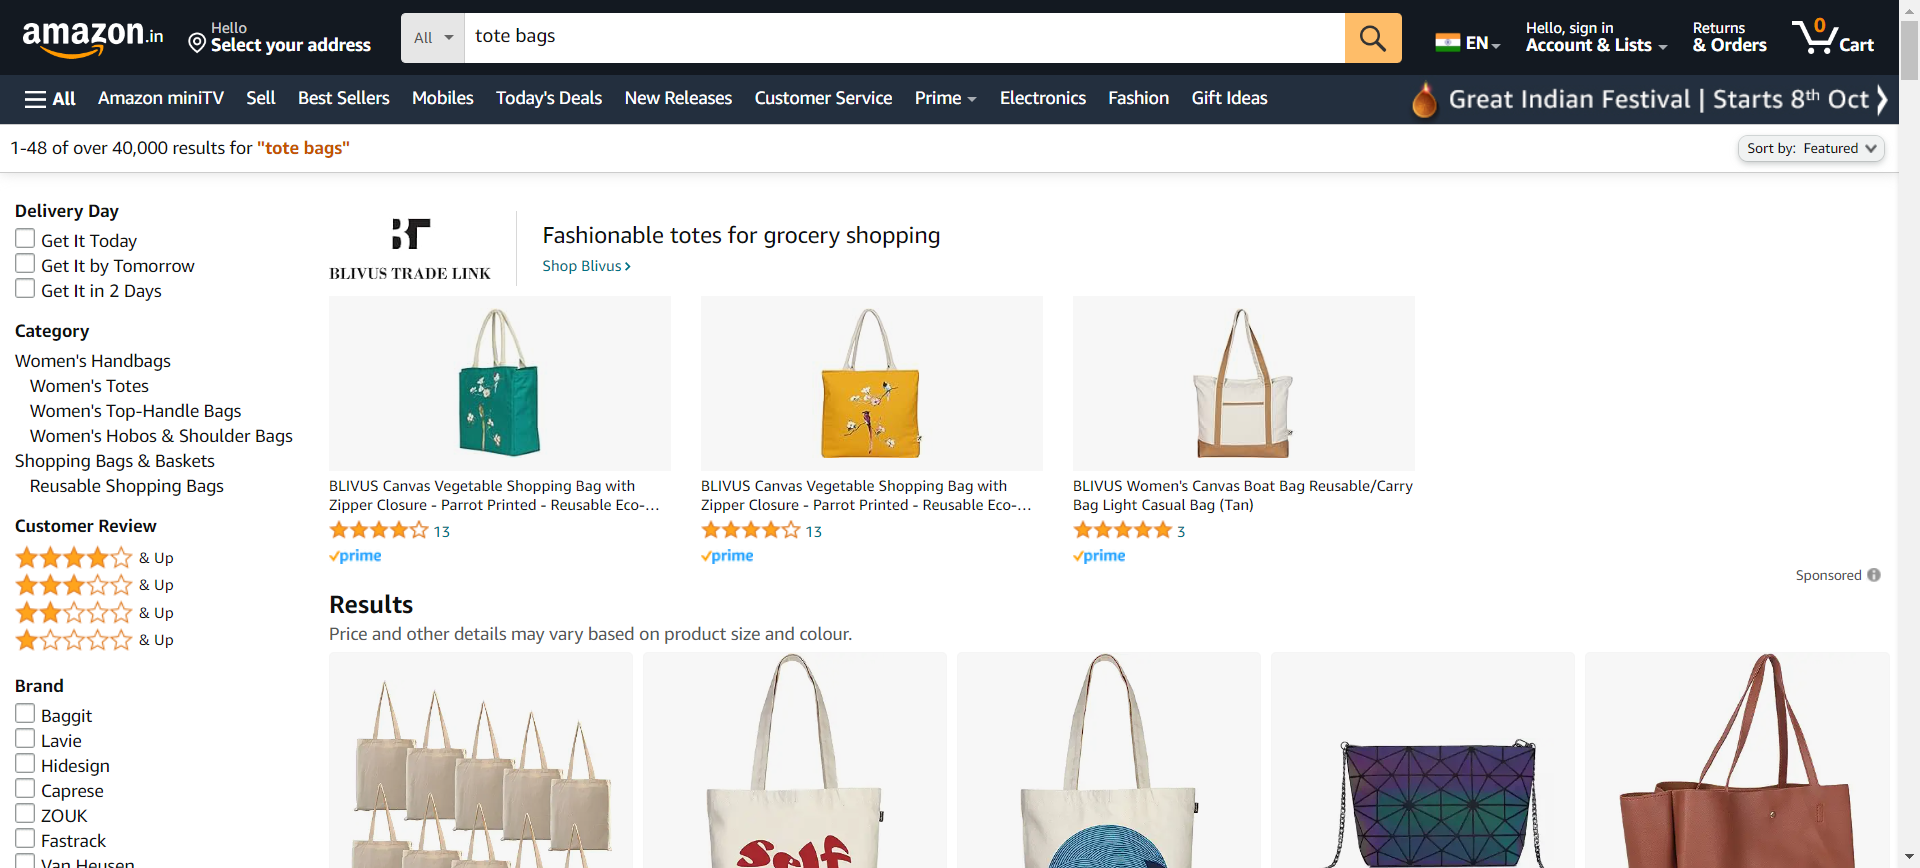 amazon.in
Hello
Select your address
All
tote bags
EN
Hello, sign in
Account & Lists
Returns
& Orders
0
Cart
All
Amazon miniTV
Sell
Best Sellers
Mobiles
Today's Deals
New Releases
Customer Service
Prime
Electronics
Fashion
Gift Ideas
Great Indian Festival | Starts 8th Oct
1-48 of over 40,000 results for "tote bags"
Sort by: Featured
Delivery Day
Get It Today
Get It by Tomorrow
Get It in 2 Days
Category
Women's Handbags
Women's Totes
Women's Top-Handle Bags
Women's Hobos & Shoulder Bags
Shopping Bags & Baskets
Reusable Shopping Bags
Customer Review
& Up
& Up
& Up
& Up
Brand
Baggit
Lavie
Hidesign
Caprese
ZOUK
Fastrack
Van Heusen
BLIVUS TRADE LINK
Fashionable totes for grocery shopping
Shop Blivus
BLIVUS Canvas Vegetable Shopping Bag with
Zipper Closure - Parrot Printed - Reusable Eco-...
13
prime
BLIVUS Canvas Vegetable Shopping Bag with
Zipper Closure - Parrot Printed - Reusable Eco-...
13
prime
BLIVUS Women's Canvas Boat Bag Reusable/Carry
Bag Light Casual Bag (Tan)
3
prime
Sponsored
Results
Price and other details may vary based on product size and colour.
Self